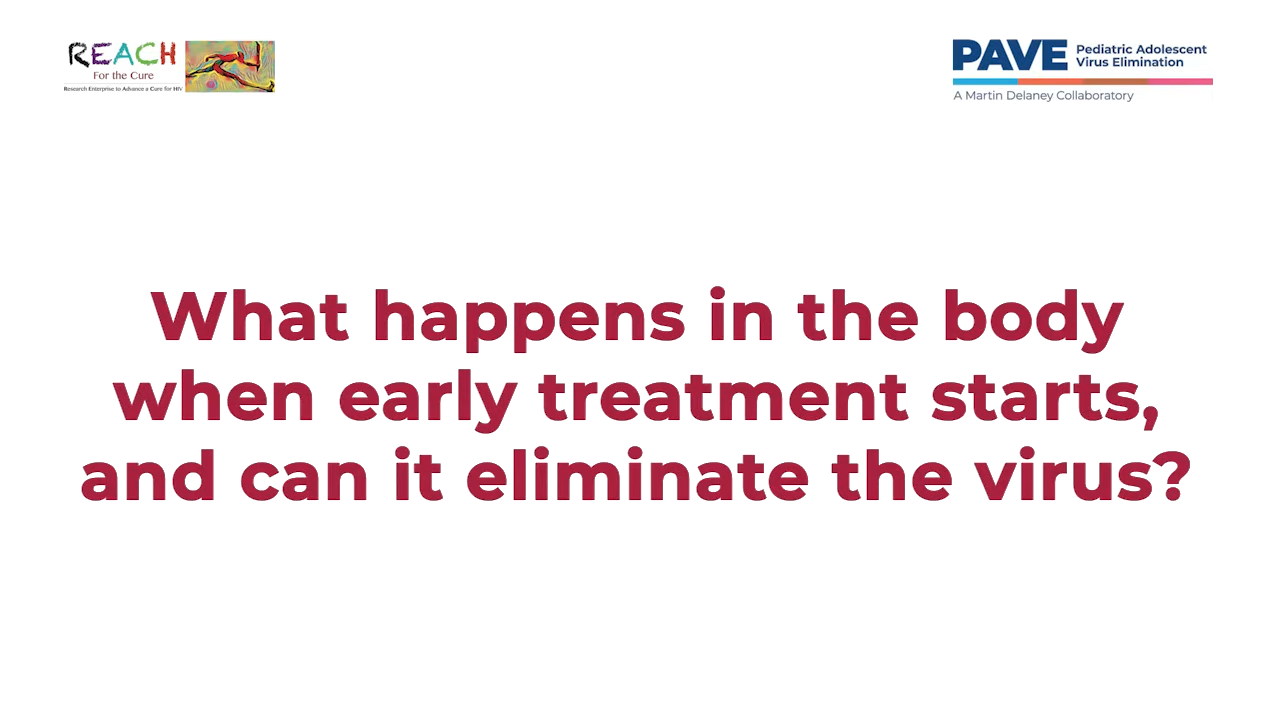 REACH
For the Cure
Research Enterprise to Advance a Cure for HIV
PAVE
Pediatric Adolescent
Virus Elimination
A Martin Delaney Collaboratory
What happens in the body
when early treatment starts,
and can it eliminate the virus?